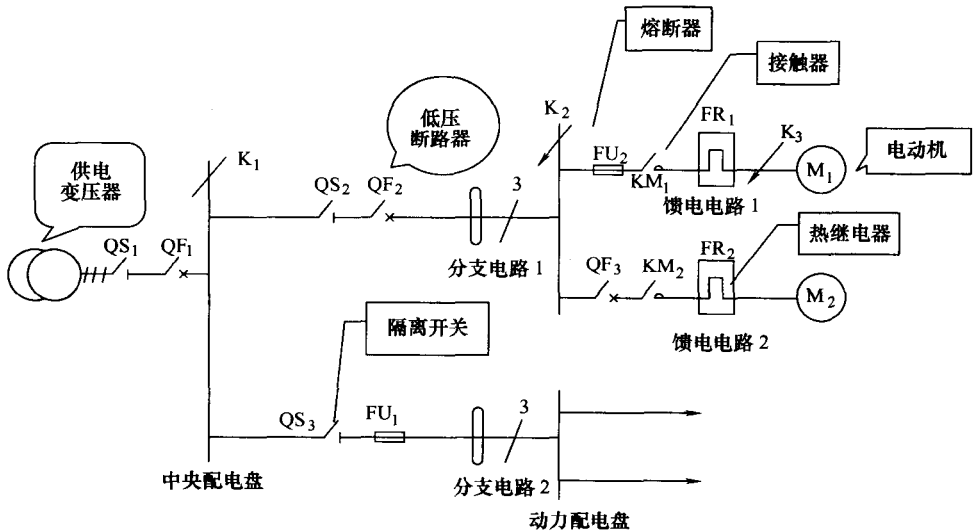 熔断器
接触器
低压
断路器
供电
变压器
K1
K2
FR1
K3
电动机
QS2
QF2
3
FU2
KM1
M1
馈电电路 1
QS1
QF1
分支电路 1
热继电器
QF3
KM2
FR2
M2
隔离开关
馈电电路 2
QS3
FU1
3
中央配电盘
分支电路 2
动力配电盘